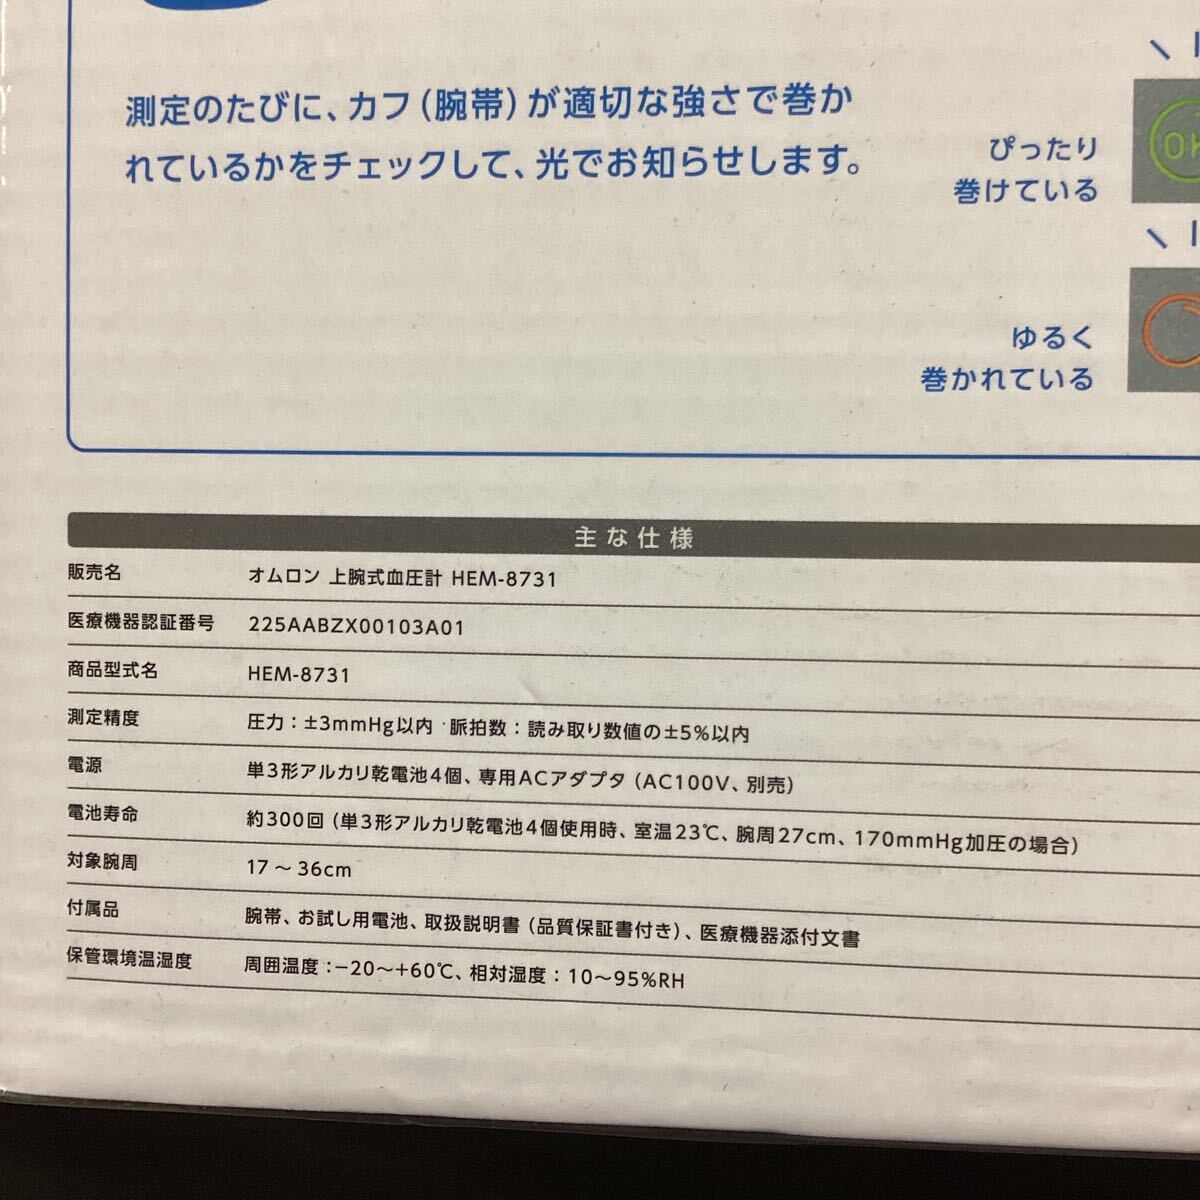 測定のたびに、カフ（腕帯）が適切な強さで巻か
れているかをチェックして、光でお知らせします。
ぴったり
巻けている
ゆるく
巻かれている
主な仕様
販売名 オムロン 上腕式血圧計 HEM-8731
医療機器認証番号 225AABZX00103A01
商品型式名 HEM-8731
測定精度 圧力：±3mmHg以内 脈拍数：読み取り数値の±5%以内
電源 単3形アルカリ乾電池4個、専用ACアダプタ（AC100V、別売）
電池寿命 約300回（単3形アルカリ乾電池4個使用時、室温23℃、腕周27cm、170mmHg加圧の場合）
対象腕周 17～36cm
付属品 腕帯、お試し用電池、取扱説明書（品質保証書付き）、医療機器添付文書
保管環境温湿度 周囲温度：−20～+60℃、相対湿度：10～95%RH